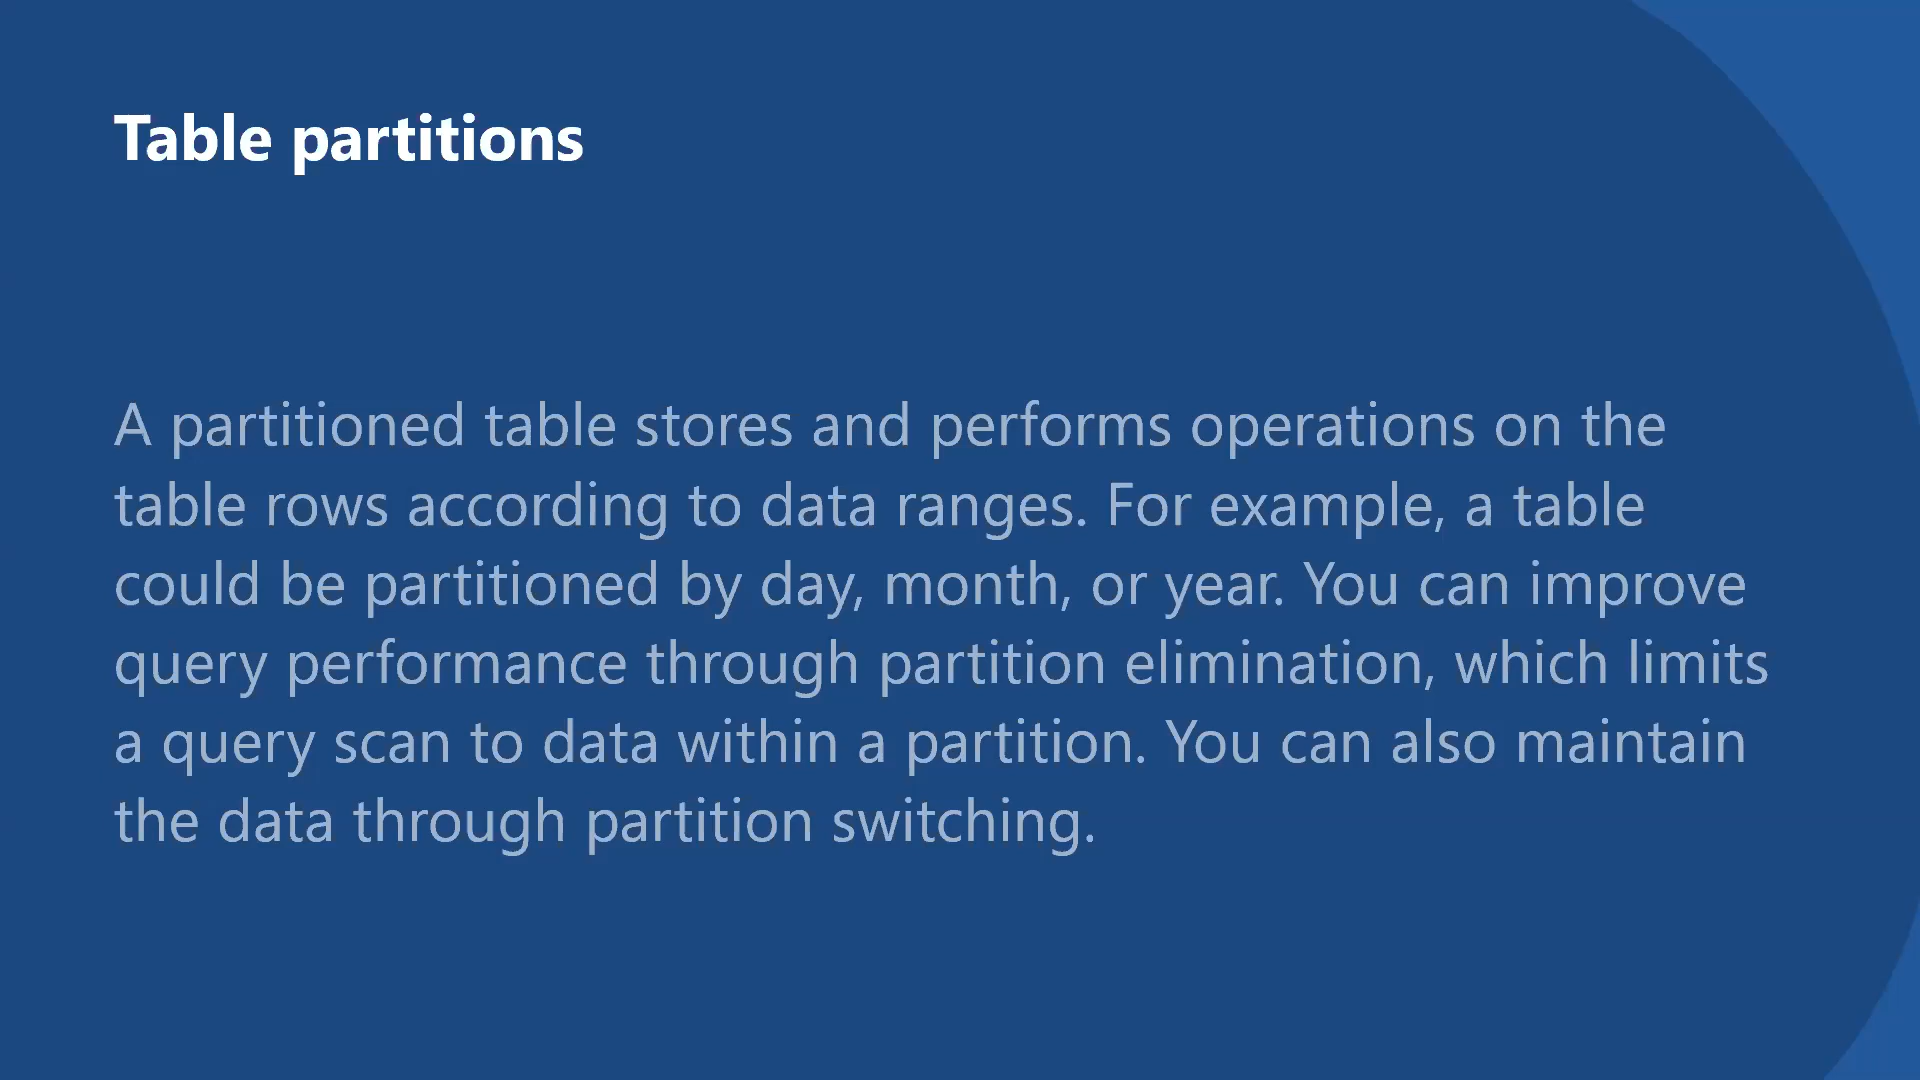 Table partitions
A partitioned table stores and performs operations on the
table rows according to data ranges. For example, a table
could be partitioned by day, month, or year. You can improve
query performance through partition elimination, which limits
a query scan to data within a partition. You can also maintain
the data through partition switching.